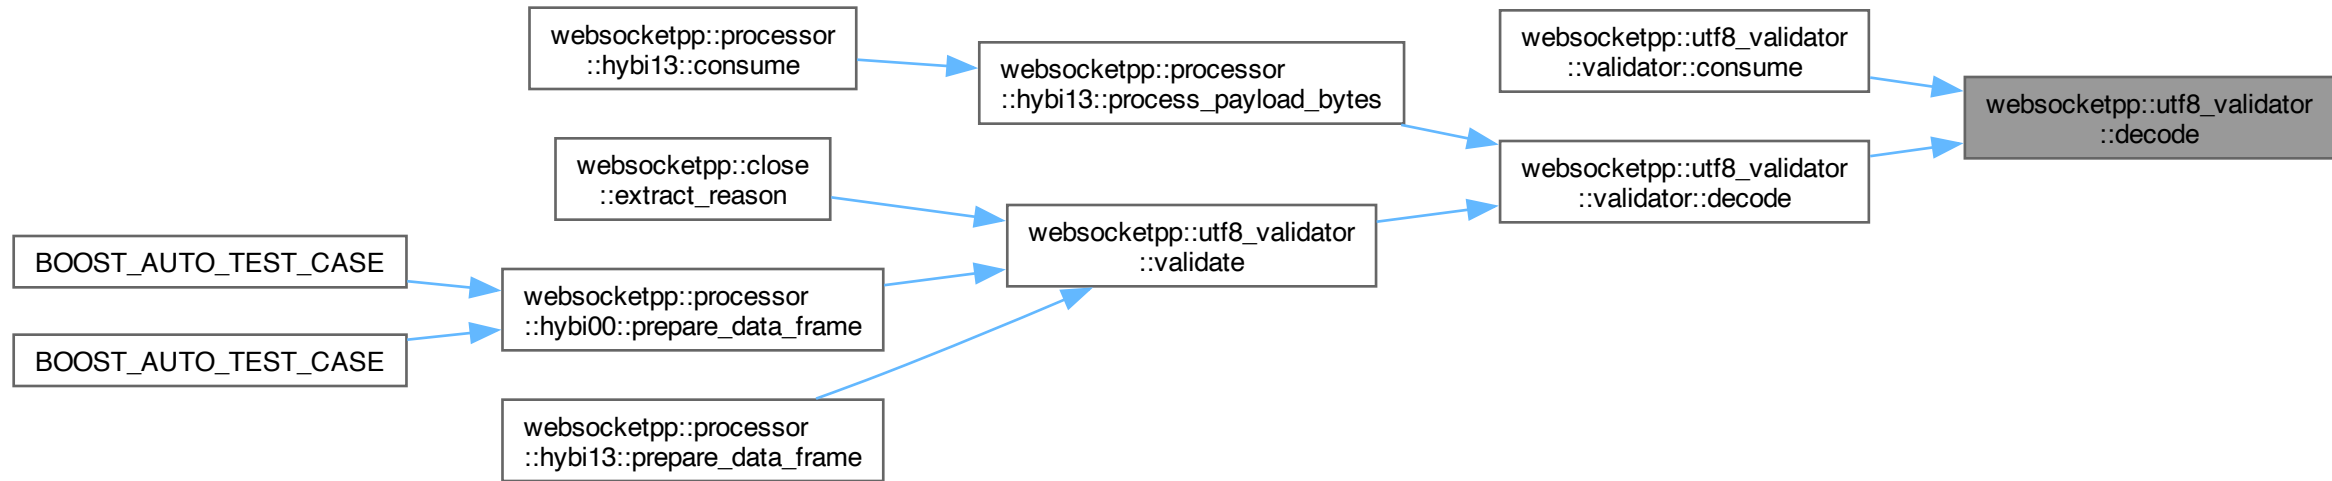 websocketpp::processor
::hybi13::consume
websocketpp::processor
::hybi13::process_payload_bytes
websocketpp::utf8_validator
::validator::consume
websocketpp::utf8_validator
::decode
websocketpp::close
::extract_reason
websocketpp::utf8_validator
::validator::decode
websocketpp::utf8_validator
::validate
BOOST_AUTO_TEST_CASE
websocketpp::processor
::hybi00::prepare_data_frame
BOOST_AUTO_TEST_CASE
websocketpp::processor
::hybi13::prepare_data_frame